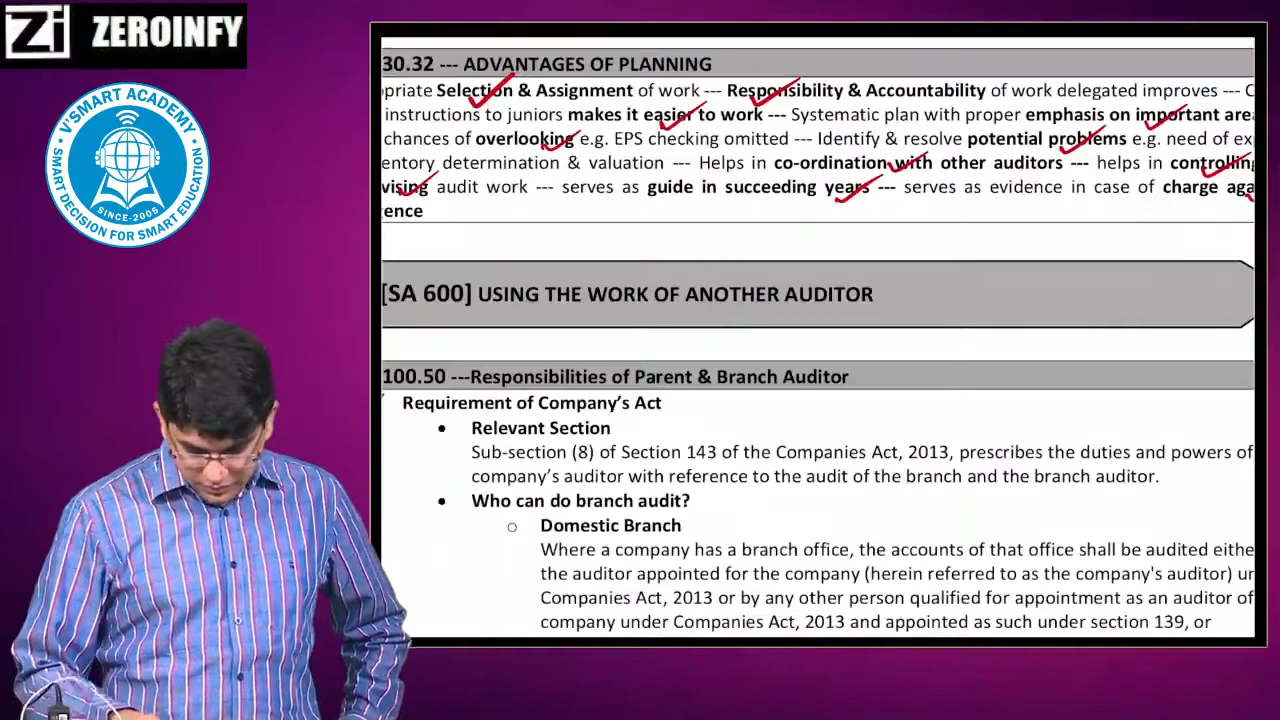 Zi ZEROINFY
V'SMART ACADEMY
SINCE-2005
SMART DECISION FOR SMART EDUCATION
30.32 --- ADVANTAGES OF PLANNING
opriate Selection & Assignment of work --- Responsibility & Accountability of work delegated improves --- C
instructions to juniors makes it easier to work --- Systematic plan with proper emphasis on important area
chances of overlooking e.g. EPS checking omitted --- Identify & resolve potential problems e.g. need of ex
entory determination & valuation --- Helps in co-ordination with other auditors --- helps in controlling
vising audit work --- serves as guide in succeeding years --- serves as evidence in case of charge aga
ence
[SA 600] USING THE WORK OF ANOTHER AUDITOR
100.50 ---Responsibilities of Parent & Branch Auditor
Requirement of Company's Act
• Relevant Section
Sub-section (8) of Section 143 of the Companies Act, 2013, prescribes the duties and powers of
company's auditor with reference to the audit of the branch and the branch auditor.
• Who can do branch audit?
o Domestic Branch
Where a company has a branch office, the accounts of that office shall be audited eithe
the auditor appointed for the company (herein referred to as the company's auditor) un
Companies Act, 2013 or by any other person qualified for appointment as an auditor of
company under Companies Act, 2013 and appointed as such under section 139, or